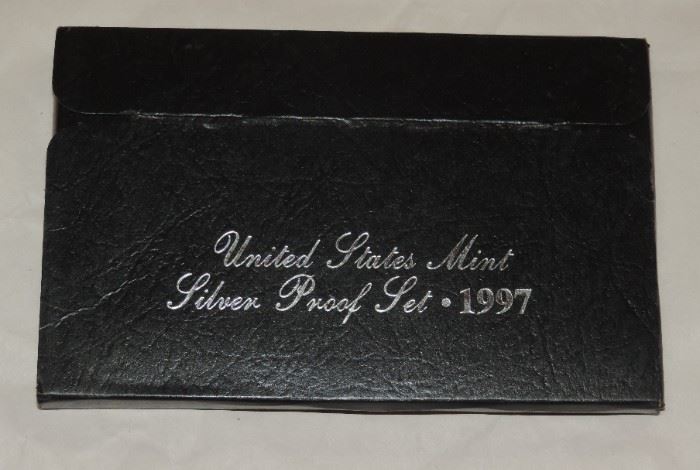 United States Mint
Silver Proof Set • 1997